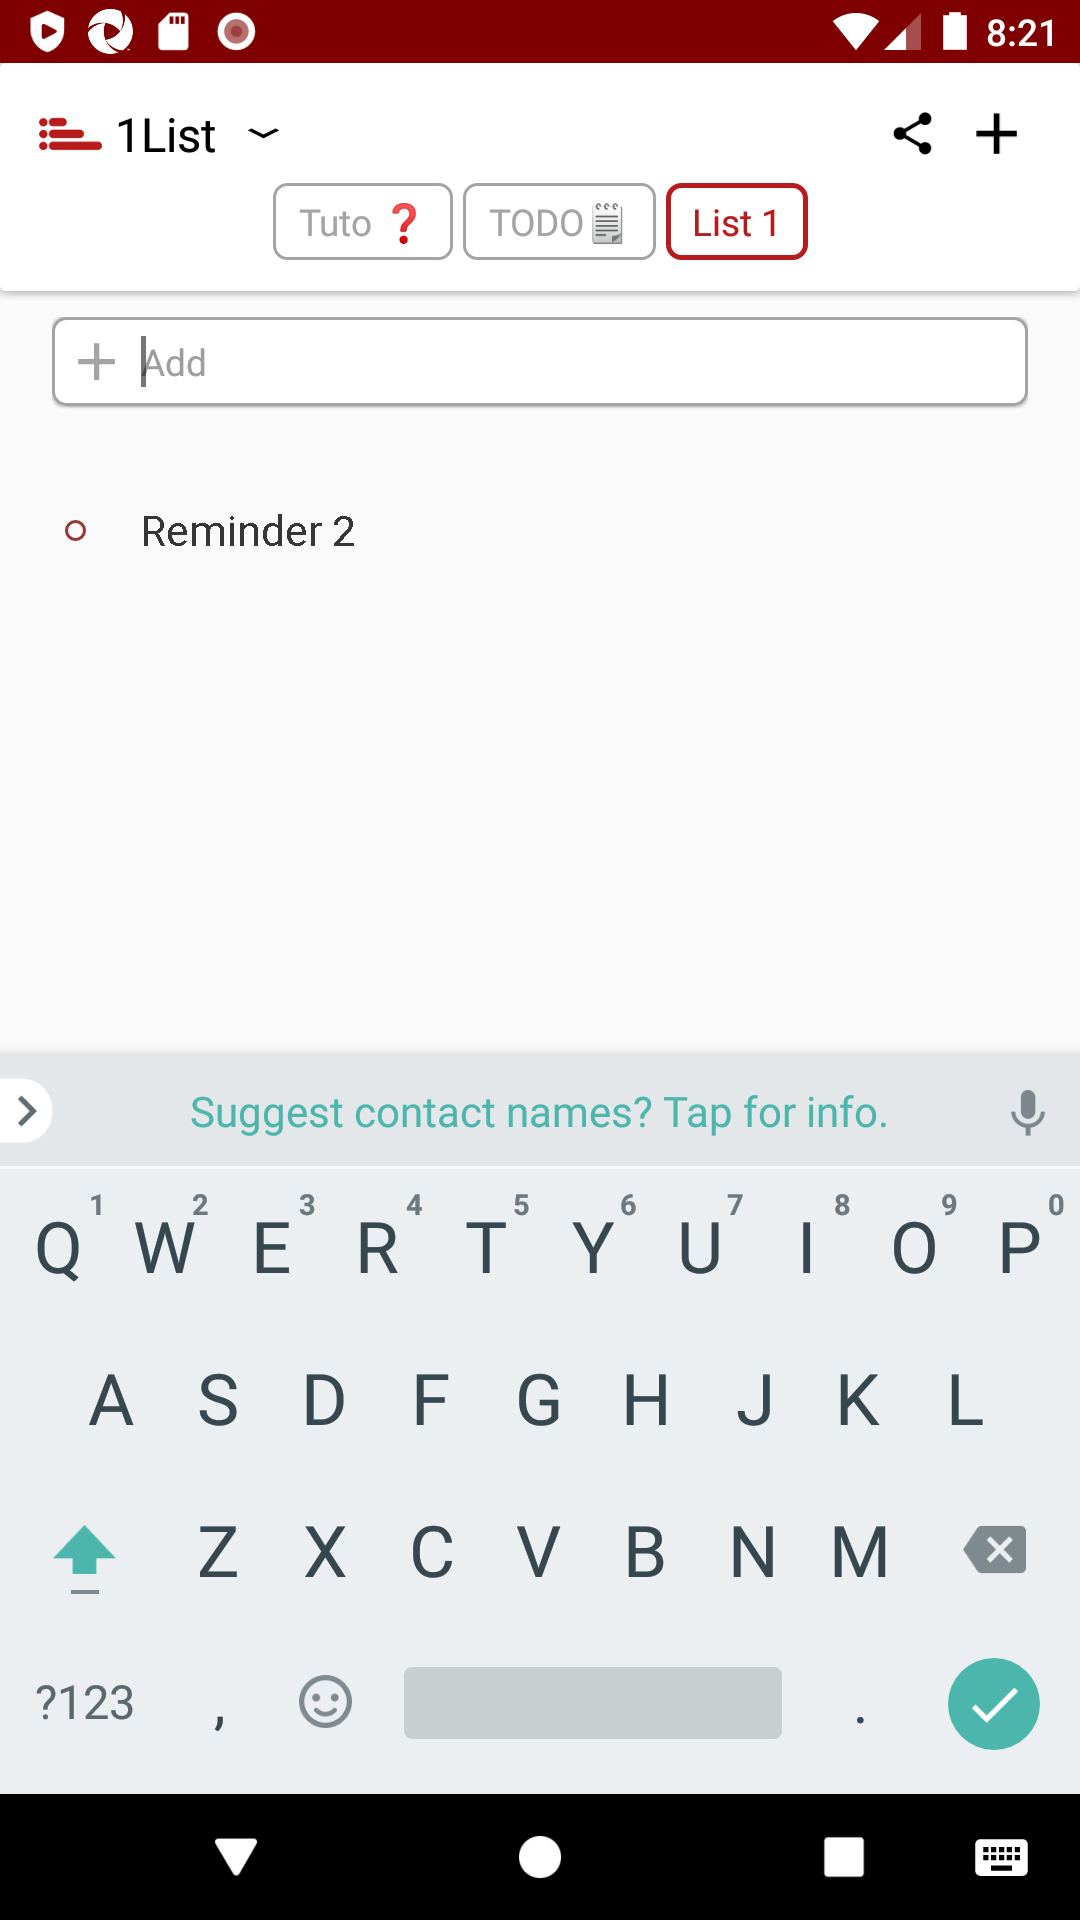 8:21
1List
Tuto ❓ TODO🗒 List 1
Add
Reminder 2
Suggest contact names? Tap for info.
1 2 3 4 5 6 7 8 9 0
Q W E R T Y U I O P
A S D F G H J K L
Z X C V B N M
?123 , .